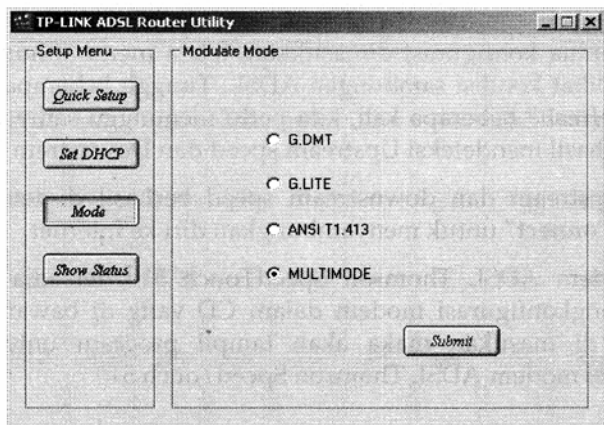 TP-LINK ADSL Router Utility
Setup Menu
Quick Setup
Set DHCP
Mode
Show Status
Modulate Mode
G.DMT
G.LITE
ANSI T1.413
MULTIMODE
Submit